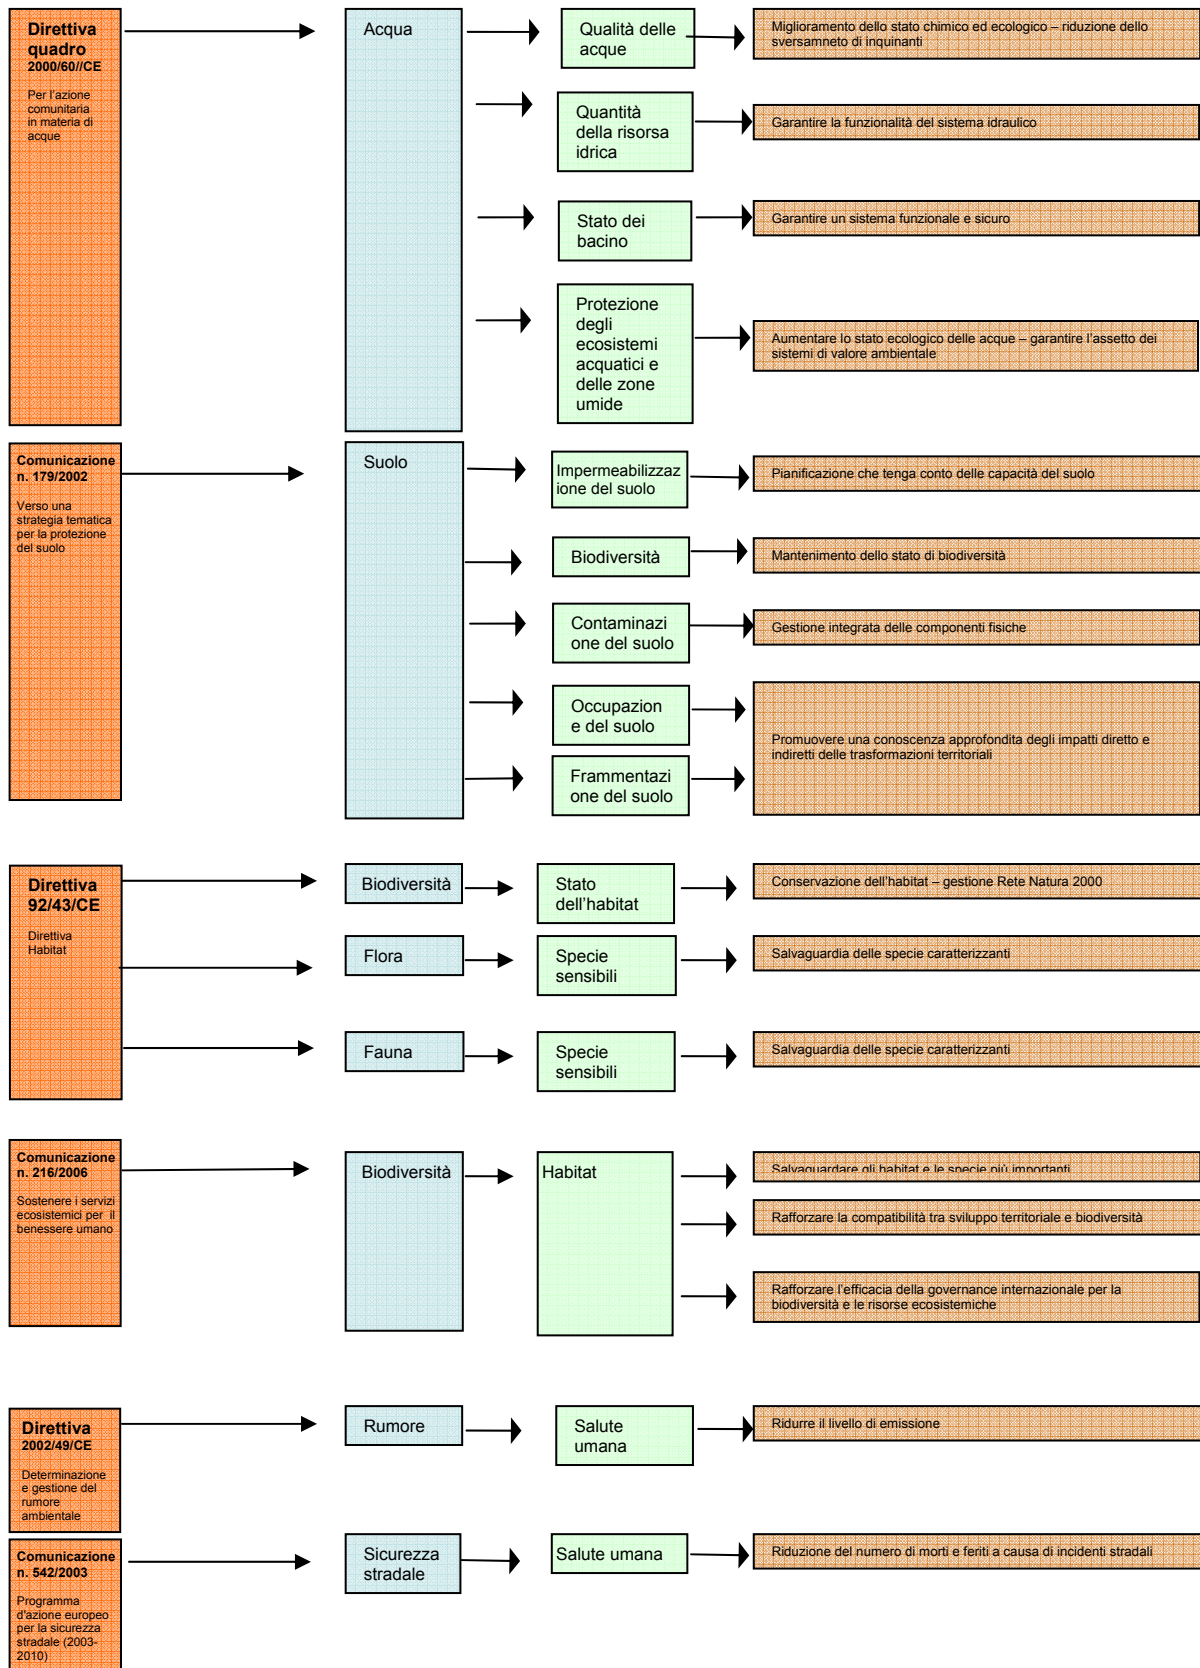 Direttiva
quadro
2000/60//CE
Per l'azione
comunitaria
in materia di
acque
Acqua
Qualità delle
acque
Miglioramento dello stato chimico ed ecologico – riduzione dello
sversamneto di inquinanti
Quantità
della risorsa
idrica
Garantire la funzionalità del sistema idraulico
Stato dei
bacino
Garantire un sistema funzionale e sicuro
Protezione
degli
ecosistemi
acquatici e
delle zone
umide
Aumentare lo stato ecologico delle acque – garantire l'assetto dei
sistemi di valore ambientale
Comunicazione
n. 179/2002
Verso una
strategia tematica
per la protezione
del suolo
Suolo
Impermeabilizzaz
ione del suolo
Pianificazione che tenga conto delle capacità del suolo
Biodiversità
Mantenimento dello stato di biodiversità
Contaminazi
one del suolo
Gestione integrata delle componenti fisiche
Occupazion
e del suolo
Frammentazi
one del suolo
Promuovere una conoscenza approfondita degli impatti diretto e
indiretti delle trasformazioni territoriali
Direttiva
92/43/CE
Direttiva
Habitat
Biodiversità
Stato
dell'habitat
Conservazione dell'habitat – gestione Rete Natura 2000
Flora
Specie
sensibili
Salvaguardia delle specie caratterizzanti
Fauna
Specie
sensibili
Salvaguardia delle specie caratterizzanti
Comunicazione
n. 216/2006
Sostenere i servizi
ecosistemici per il
benessere umano
Biodiversità
Habitat
Salvaguardare gli habitat e le specie più importanti
Rafforzare la compatibilità tra sviluppo territoriale e biodiversità
Rafforzare l'efficacia della governance internazionale per la
biodiversità e le risorse ecosistemiche
Direttiva
2002/49/CE
Determinazione
e gestione del
rumore
ambientale
Rumore
Salute
umana
Ridurre il livello di emissione
Comunicazione
n. 542/2003
Programma
d'azione europeo
per la sicurezza
stradale (2003-
2010)
Sicurezza
stradale
Salute umana
Riduzione del numero di morti e feriti a causa di incidenti stradali